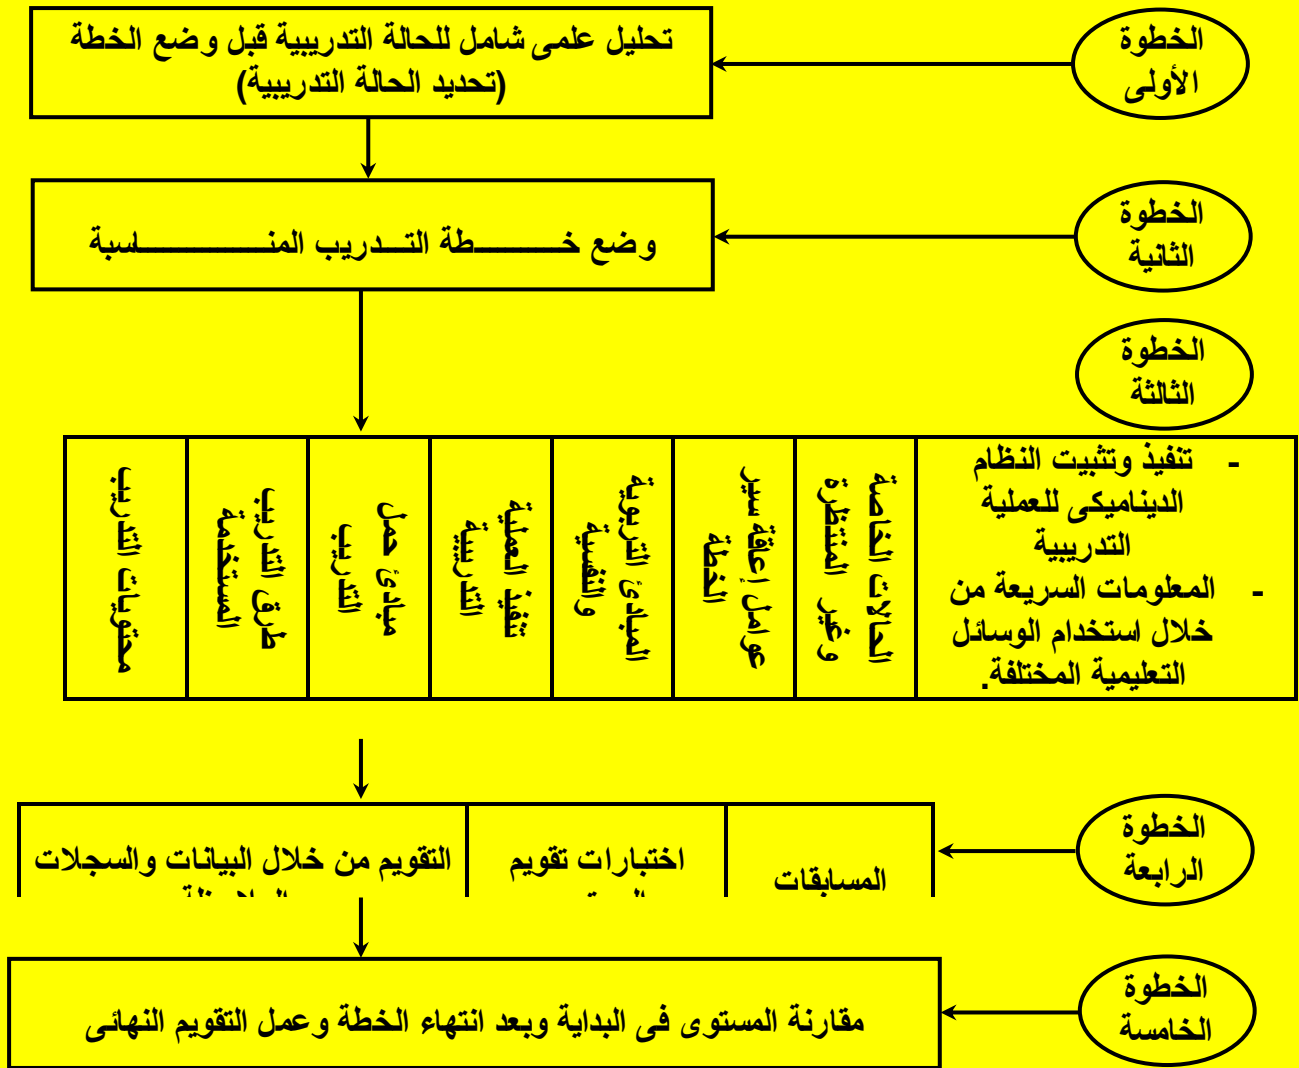 الخطوة
الأولى
تحليل علمى شامل للحالة التدريبية قبل وضع الخطة
(تحديد الحالة التدريبية)
الخطوة
الثانية
وضع خـــــــــطة التـــدريب المنـــــــــــــــاسبة
الخطوة
الثالثة
- تنفيذ وتثبيت النظام
الديناميكى للعملية
التدريبية
- المعلومات السريعة من
خلال استخدام الوسائل
التعليمية المختلفة.
الحالات الخاصة
وغير المنتظرة
عوامل إعاقة سير
الخطة
المبادئ التربوية
والنفسية
تنفيذ العملية
التدريبية
مبادئ حمل
التدريب
طرق التدريب
المستخدمة
محتويات التدريب
الخطوة
الرابعة
المسابقات
اختبارات تقويم
التقويم من خلال البيانات والسجلات
الخطوة
الخامسة
مقارنة المستوى فى البداية وبعد انتهاء الخطة وعمل التقويم النهائى